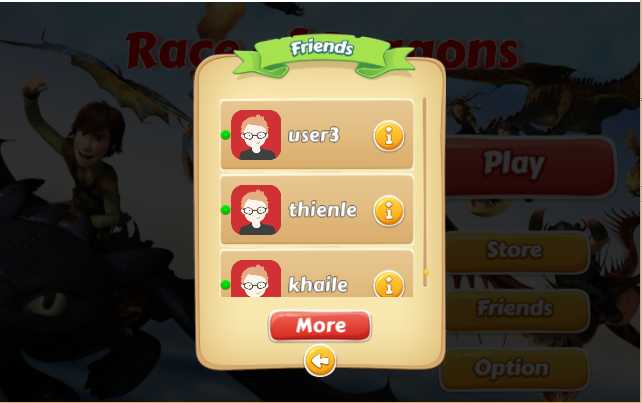 Friends
user3
thienle
khaile
More
Play
Store
Friends
Option